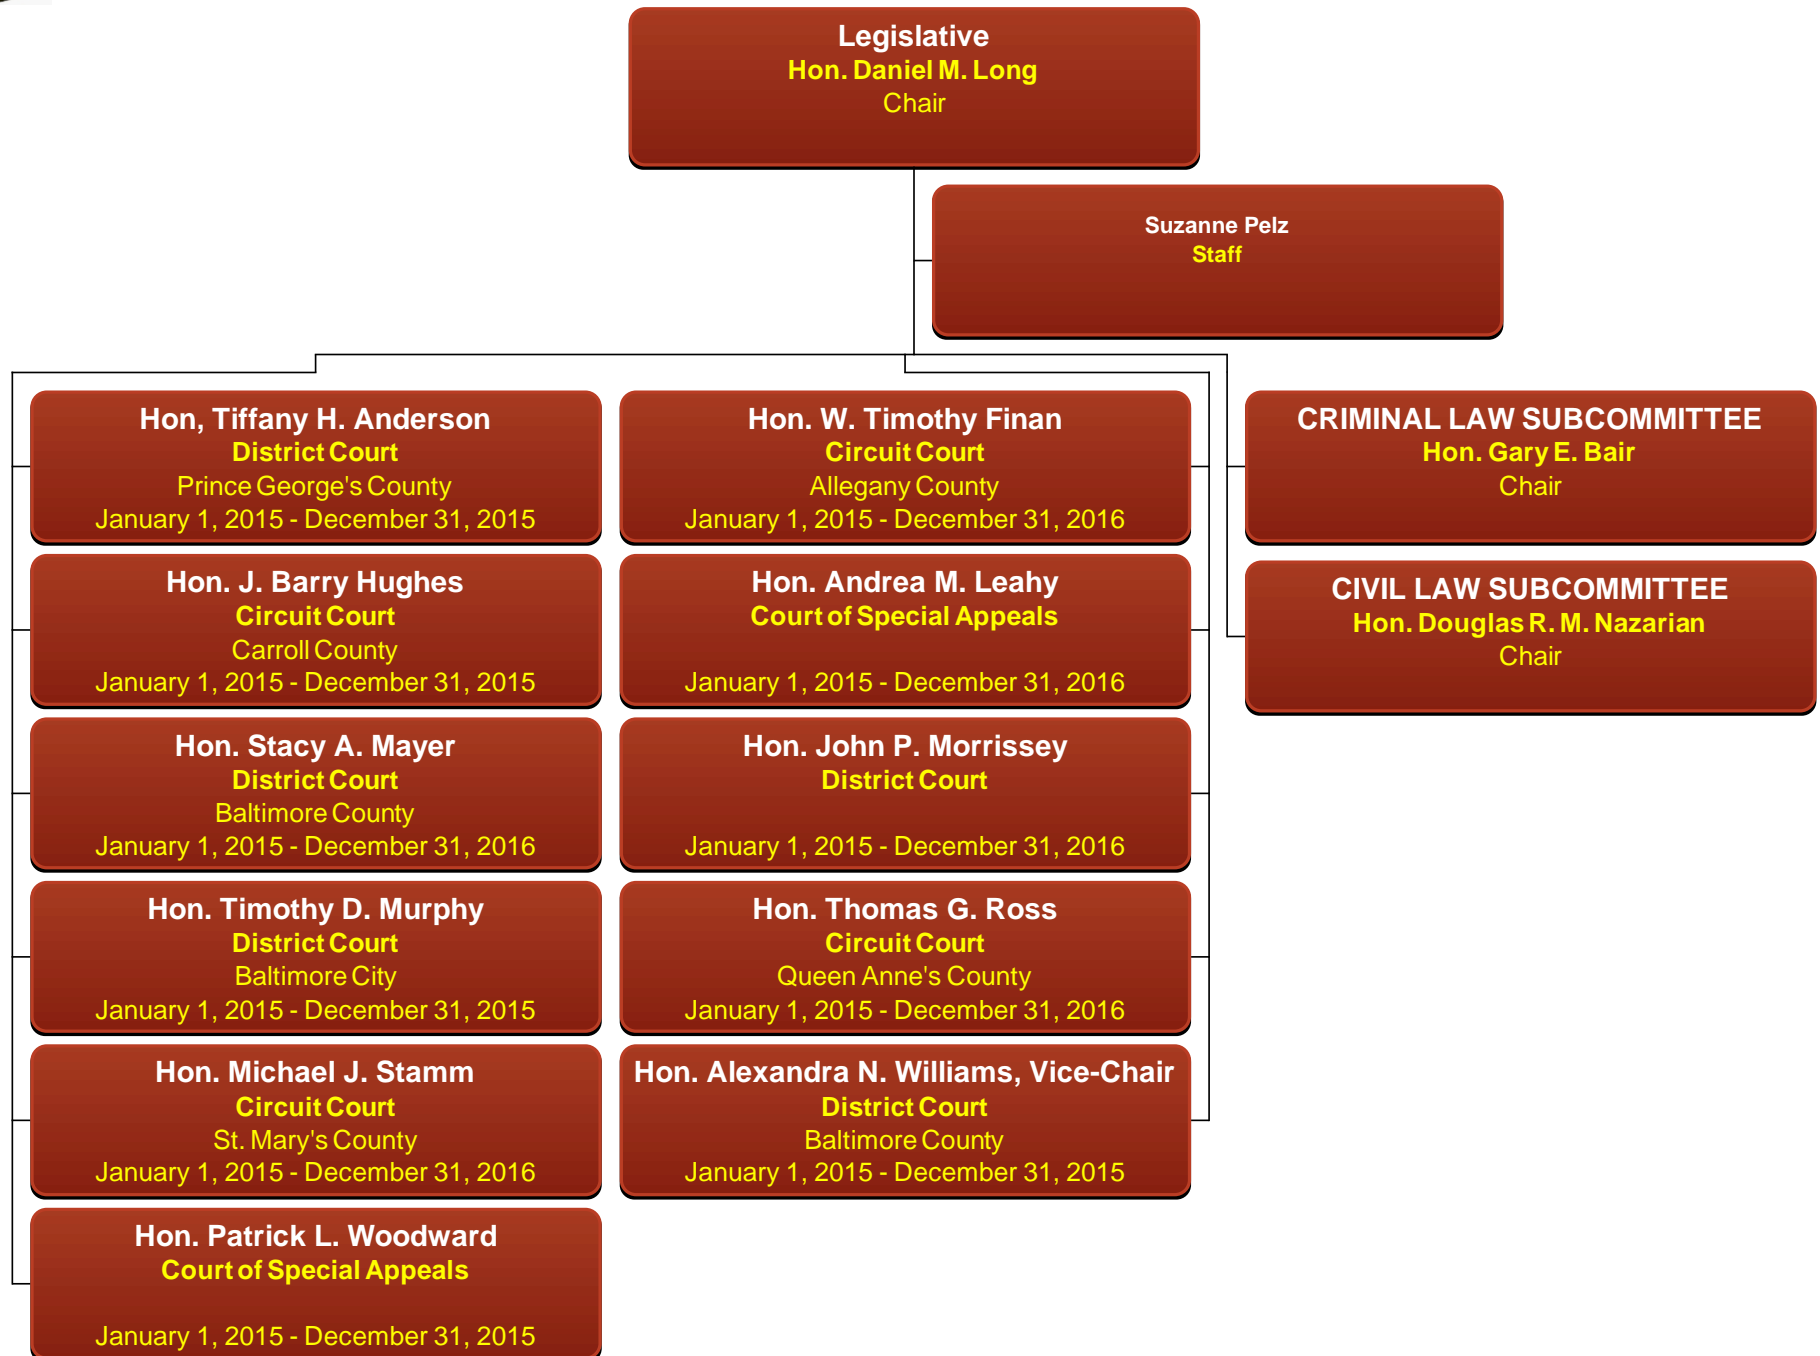 Legislative
Hon. Daniel M. Long
Chair
Suzanne Pelz
Staff
Hon, Tiffany H. Anderson
District Court
Prince George's County
January 1, 2015 - December 31, 2015
Hon. W. Timothy Finan
Circuit Court
Allegany County
January 1, 2015 - December 31, 2016
CRIMINAL LAW SUBCOMMITTEE
Hon. Gary E. Bair
Chair
Hon. J. Barry Hughes
Circuit Court
Carroll County
January 1, 2015 - December 31, 2015
Hon. Andrea M. Leahy
Court of Special Appeals
January 1, 2015 - December 31, 2016
CIVIL LAW SUBCOMMITTEE
Hon. Douglas R. M. Nazarian
Chair
Hon. Stacy A. Mayer
District Court
Baltimore County
January 1, 2015 - December 31, 2016
Hon. John P. Morrissey
District Court
January 1, 2015 - December 31, 2016
Hon. Timothy D. Murphy
District Court
Baltimore City
January 1, 2015 - December 31, 2015
Hon. Thomas G. Ross
Circuit Court
Queen Anne's County
January 1, 2015 - December 31, 2016
Hon. Michael J. Stamm
Circuit Court
St. Mary's County
January 1, 2015 - December 31, 2016
Hon. Alexandra N. Williams, Vice-Chair
District Court
Baltimore County
January 1, 2015 - December 31, 2015
Hon. Patrick L. Woodward
Court of Special Appeals
January 1, 2015 - December 31, 2015